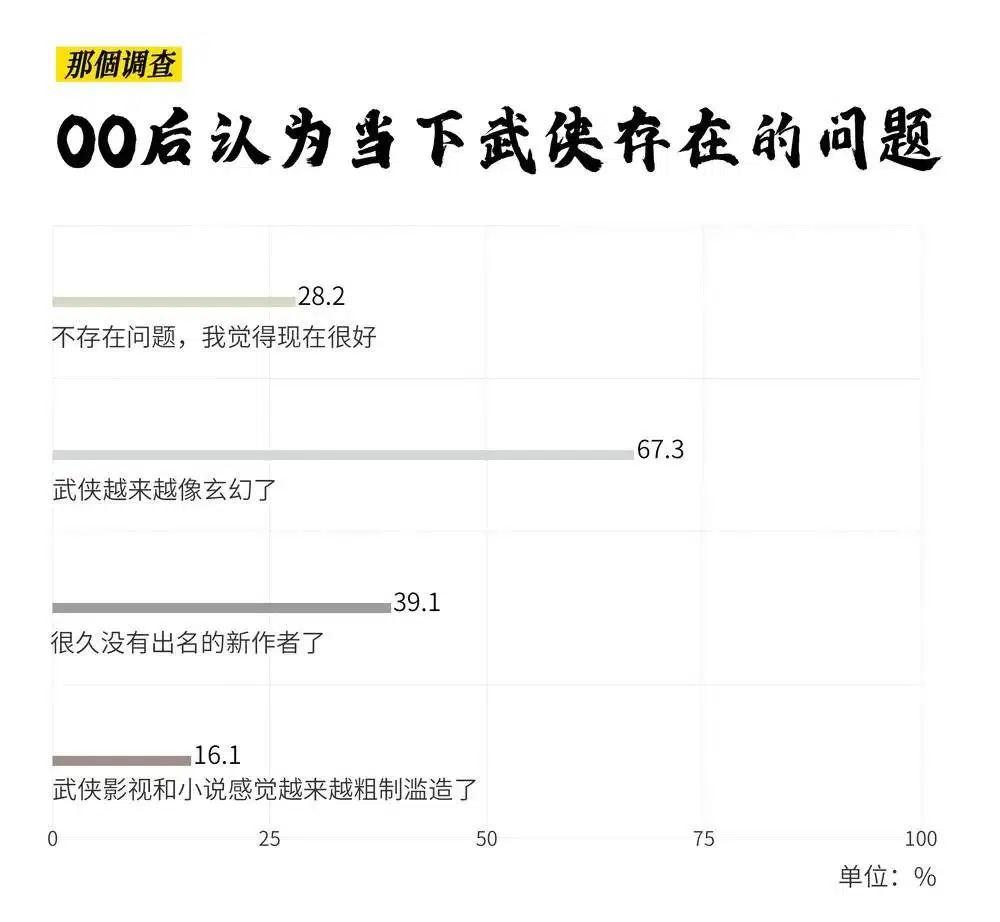 那個调查
00后认为当下武侠存在的问题
28.2
不存在问题，我觉得现在很好
67.3
武侠越来越像玄幻了
39.1
很久没有出名的新作者了
16.1
武侠影视和小说感觉越来越粗制滥造了
0 25 50 75 100
单位：%